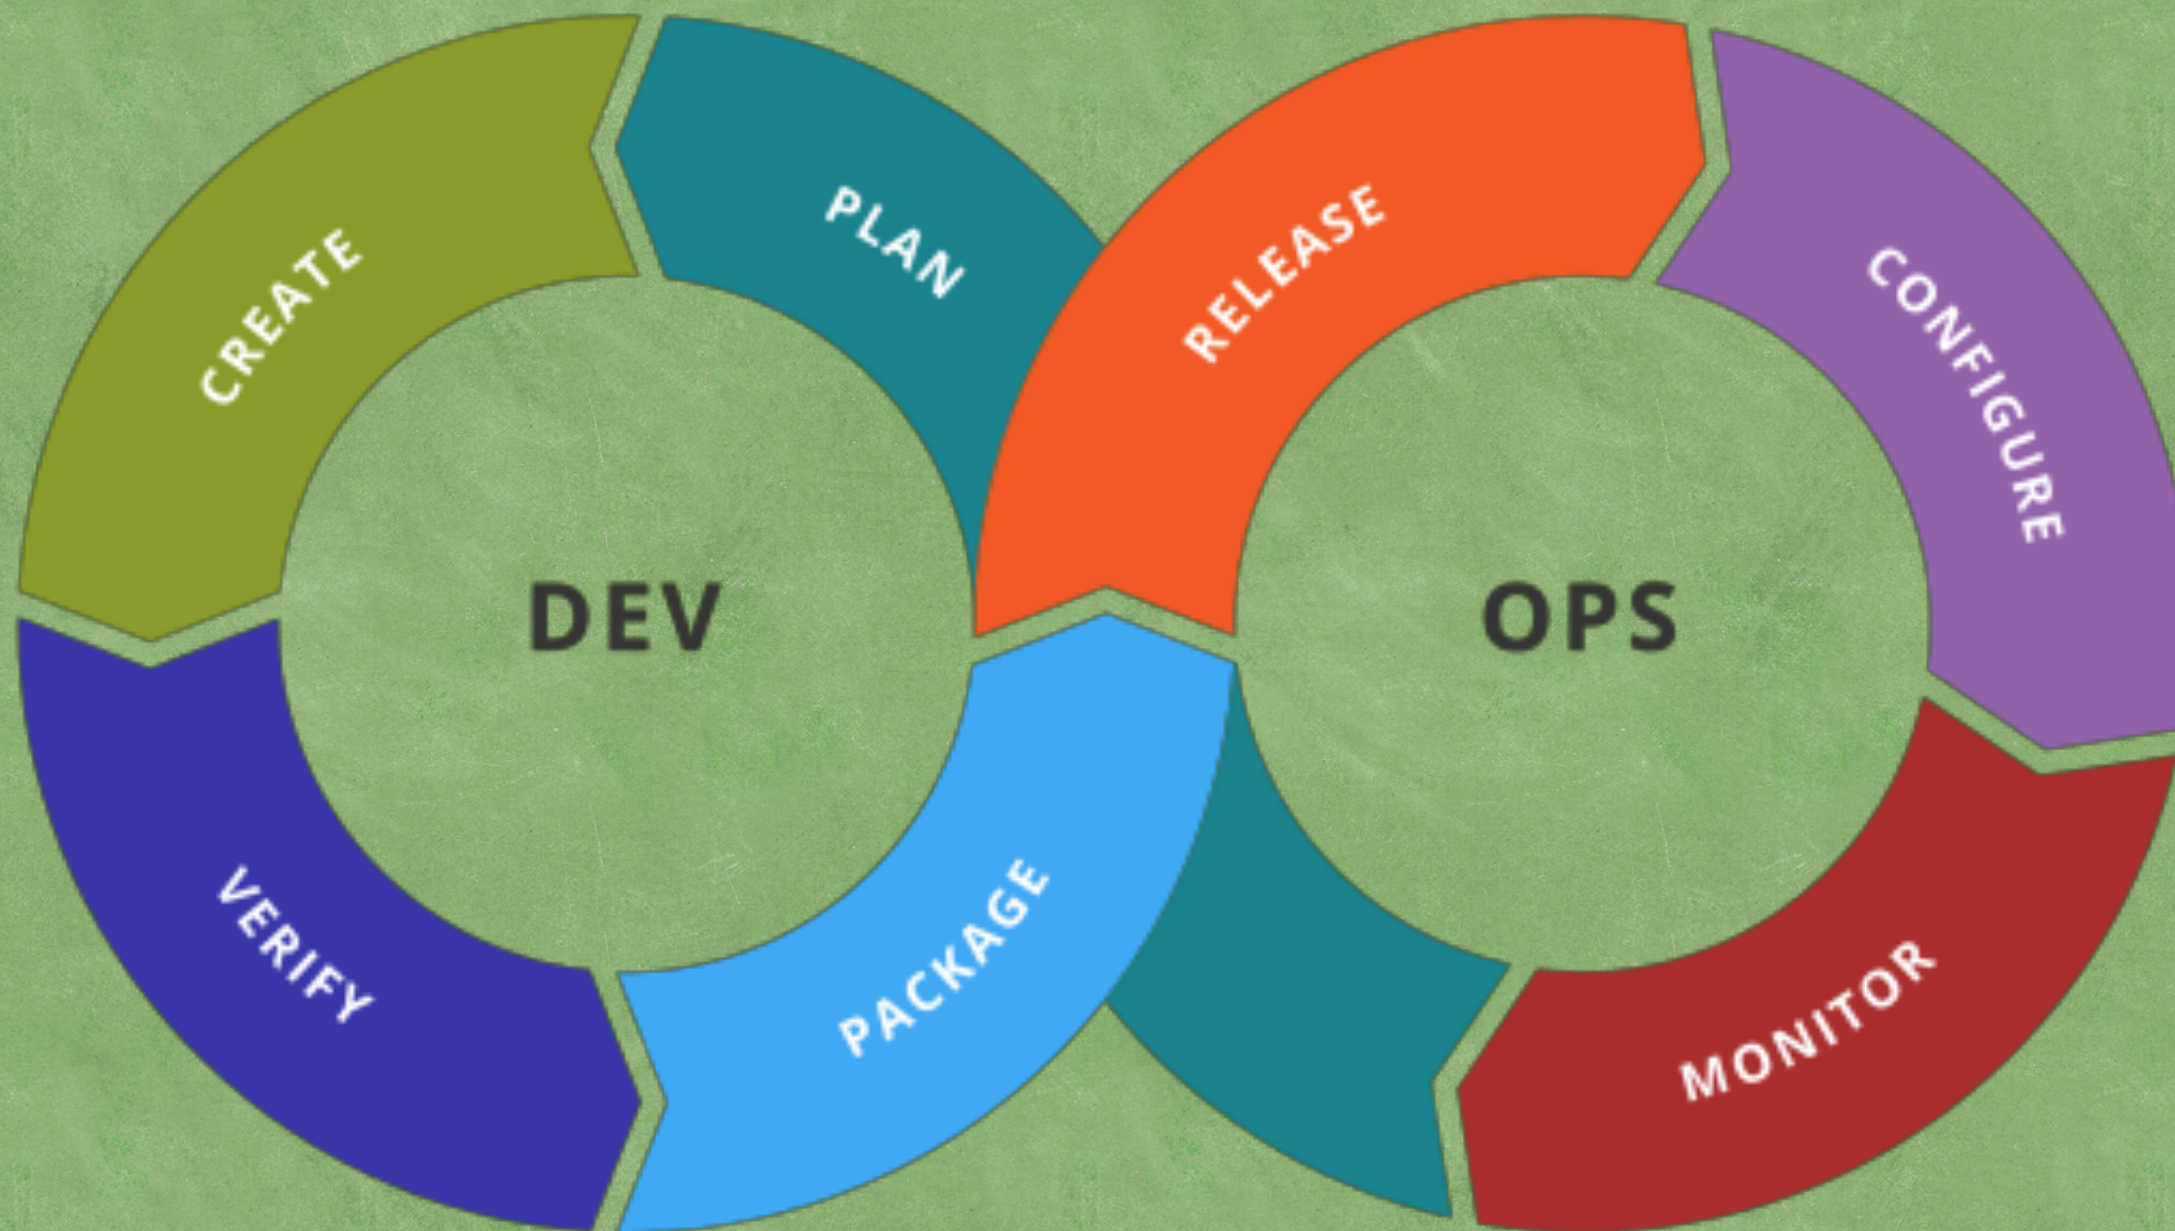 CREATE
PLAN
RELEASE
CONFIGURE
DEV
OPS
VERIFY
PACKAGE
MONITOR